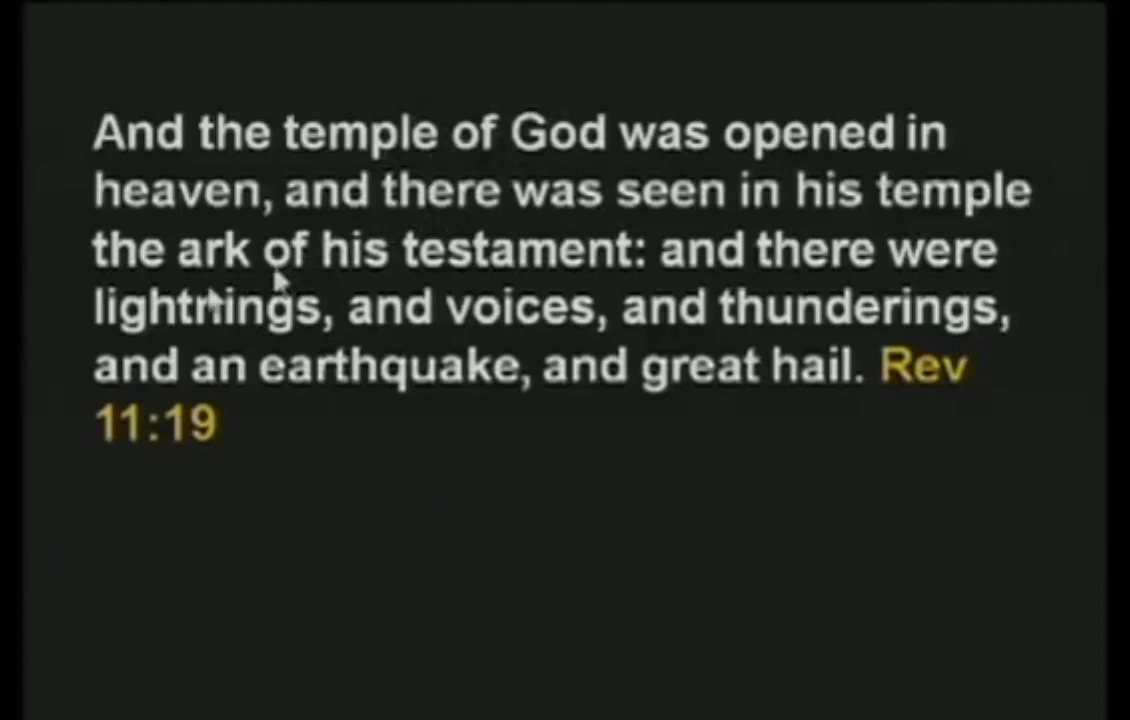 And the temple of God was opened in
heaven, and there was seen in his temple
the ark of his testament: and there were
lightnings, and voices, and thunderings,
and an earthquake, and great hail. Rev
11:19